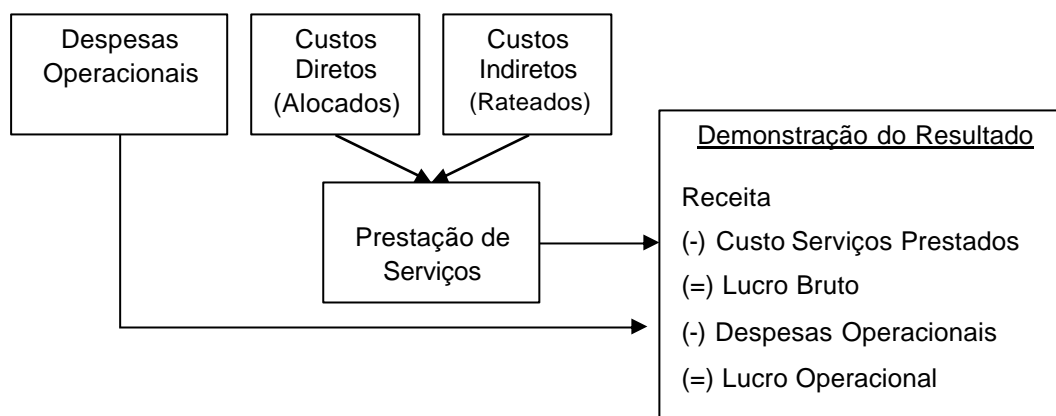 Despesas
Operacionais
Custos
Diretos
(Alocados)
Custos
Indiretos
(Rateados)
Prestação de
Serviços
Demonstração do Resultado
Receita
(-) Custo Serviços Prestados
(=) Lucro Bruto
(-) Despesas Operacionais
(=) Lucro Operacional